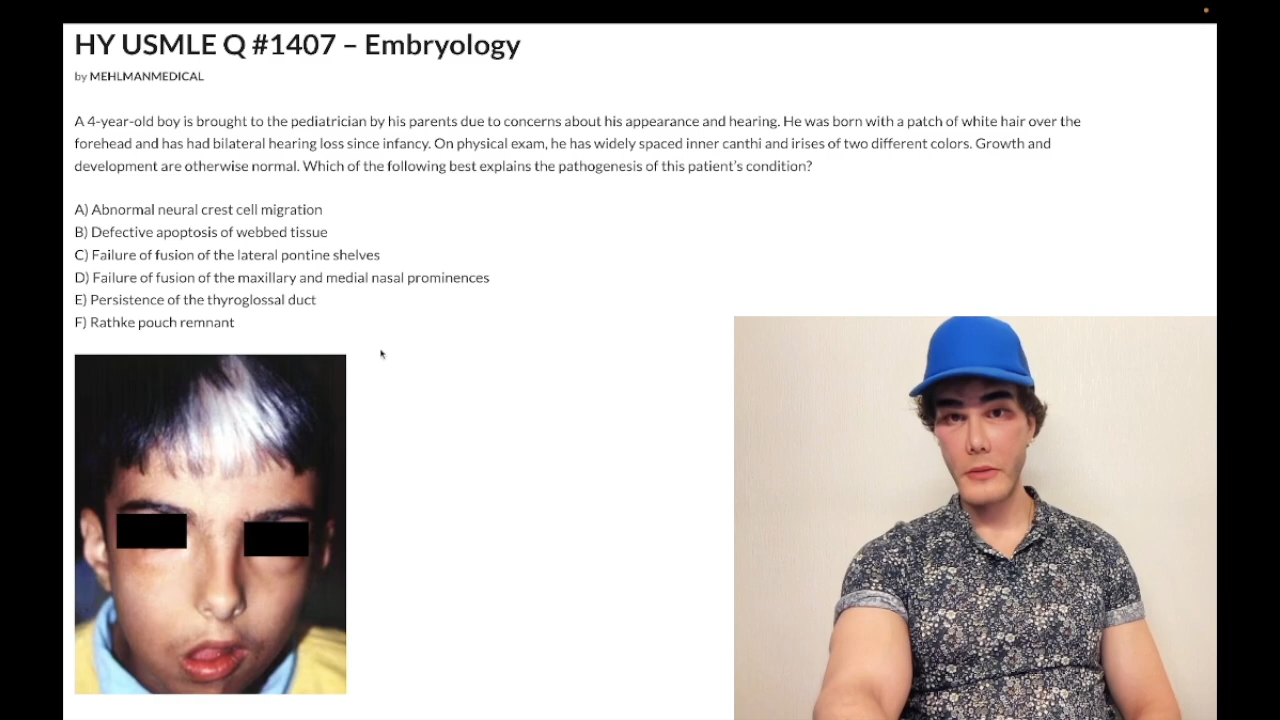 HY USMLE Q #1407 – Embryology
by MEHLMANMEDICAL
A 4-year-old boy is brought to the pediatrician by his parents due to concerns about his appearance and hearing. He was born with a patch of white hair over the
forehead and has had bilateral hearing loss since infancy. On physical exam, he has widely spaced inner canthi and irises of two different colors. Growth and
development are otherwise normal. Which of the following best explains the pathogenesis of this patient’s condition?
A) Abnormal neural crest cell migration
B) Defective apoptosis of webbed tissue
C) Failure of fusion of the lateral pontine shelves
D) Failure of fusion of the maxillary and medial nasal prominences
E) Persistence of the thyroglossal duct
F) Rathke pouch remnant